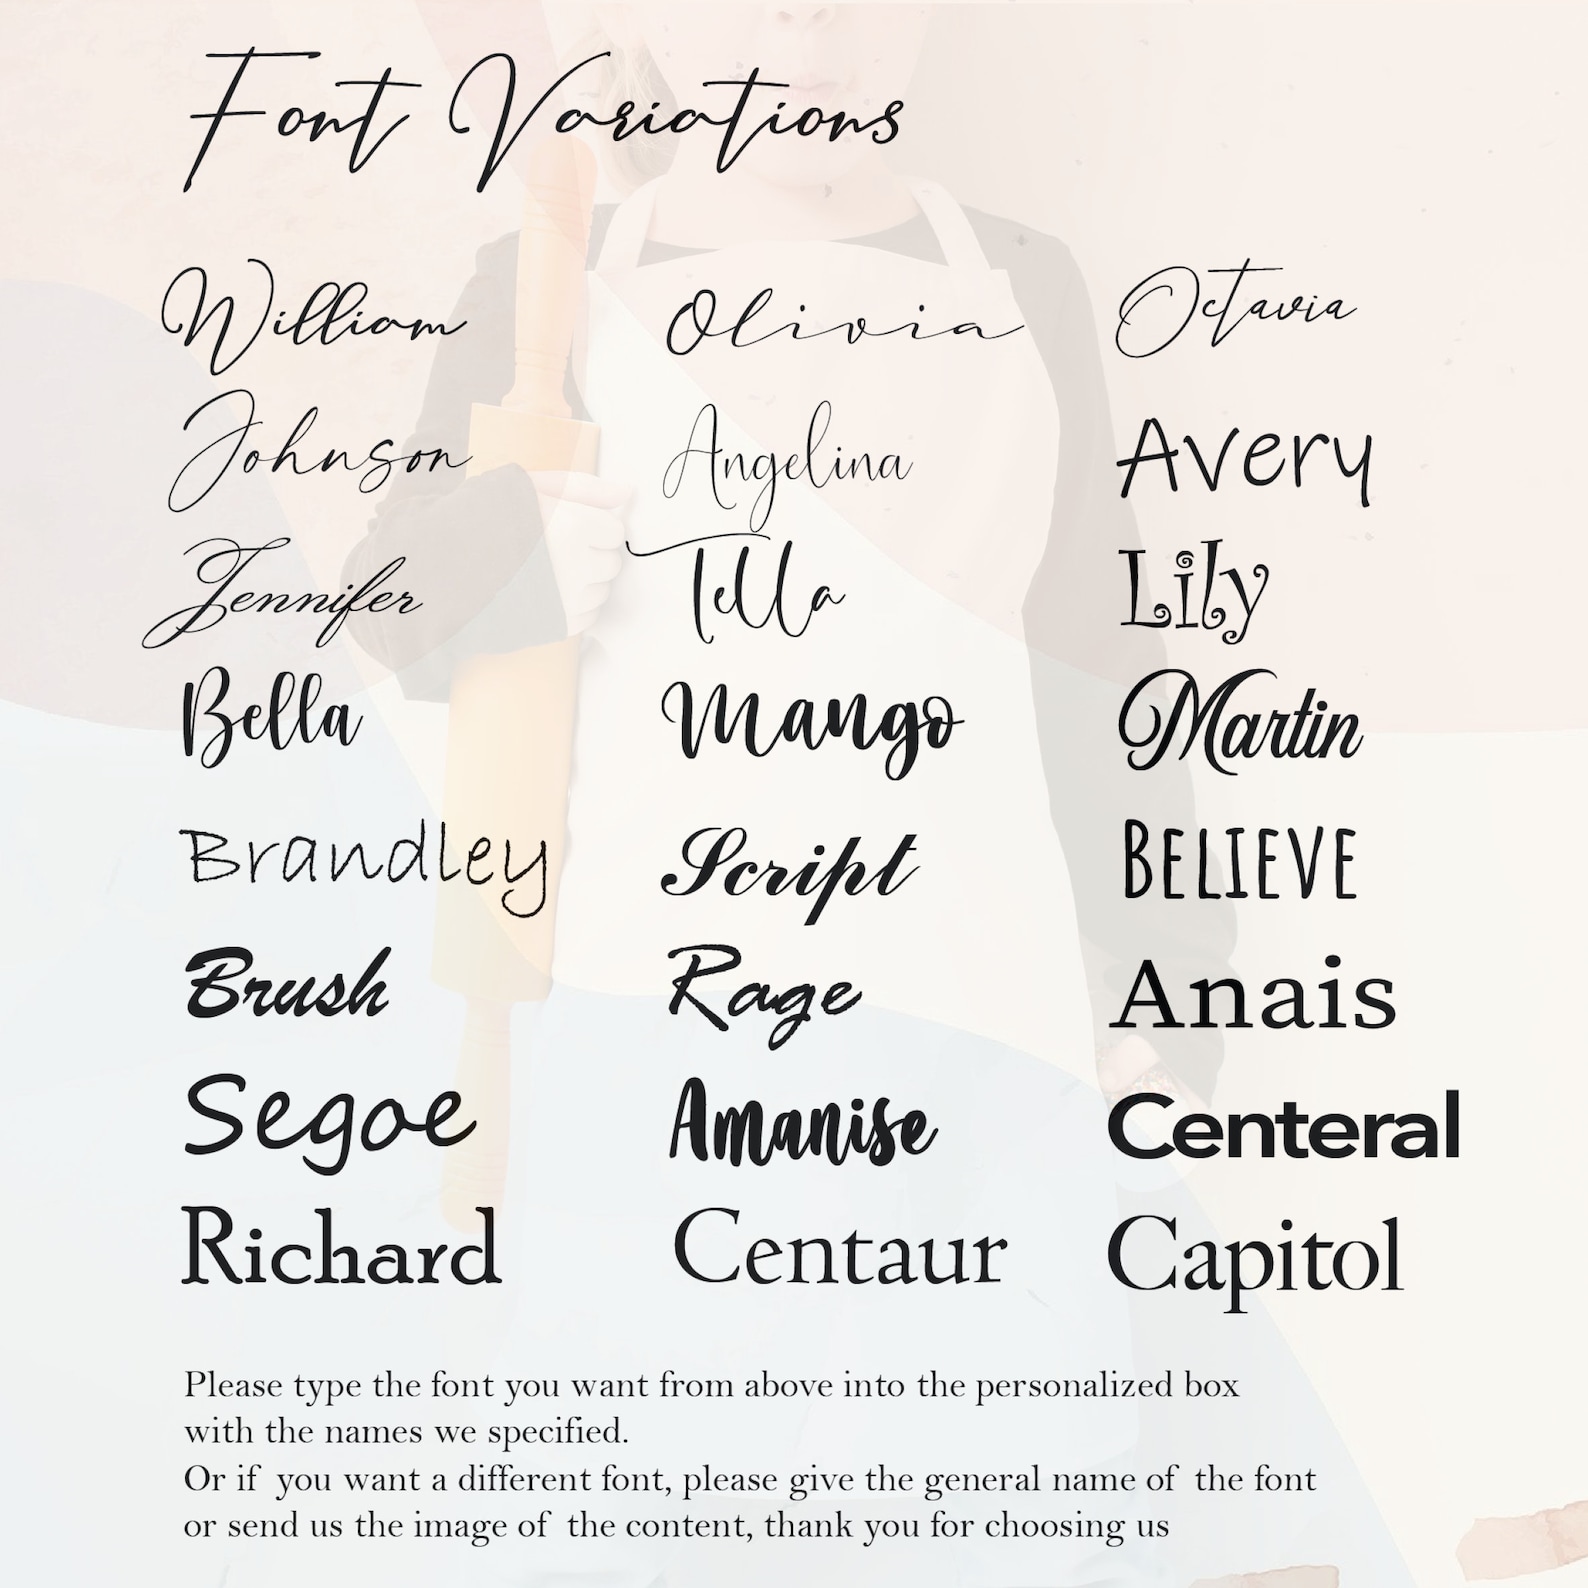 Font Variations
William Olivia Octavia
Johnson Angelina Avery
Jennifer Tella Lily
Bella Mango Martin
Brandley Script BELIEVE
Brush Rage Anais
Segoe Amanise Centeral
Richard Centaur Capitol
Please type the font you want from above into the personalized box
with the names we specified.
Or if you want a different font, please give the general name of the font
or send us the image of the content, thank you for choosing us